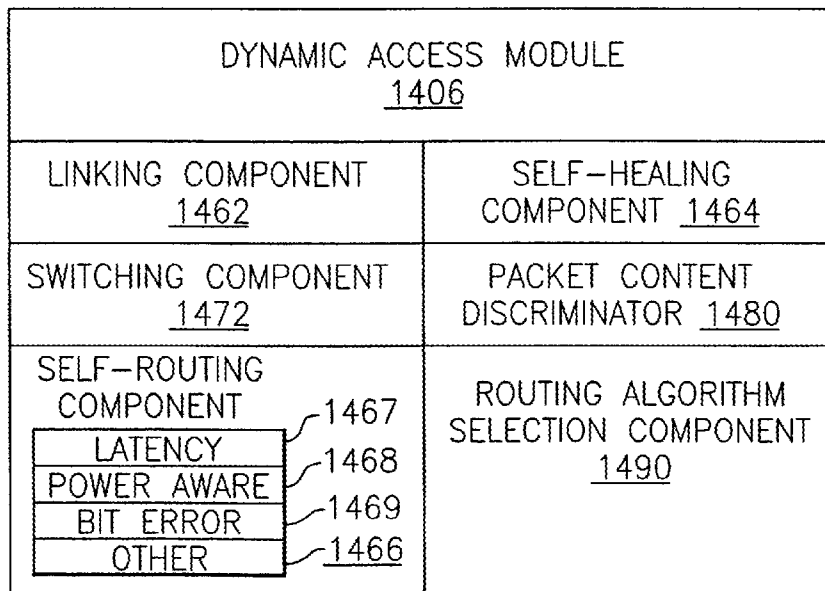 DYNAMIC ACCESS MODULE
1406
LINKING COMPONENT
1462
SELF-HEALING
COMPONENT 1464
SWITCHING COMPONENT
1472
PACKET CONTENT
DISCRIMINATOR 1480
SELF-ROUTING
COMPONENT
LATENCY
1467
POWER AWARE
1468
BIT ERROR
1469
OTHER
1466
ROUTING ALGORITHM
SELECTION COMPONENT
1490